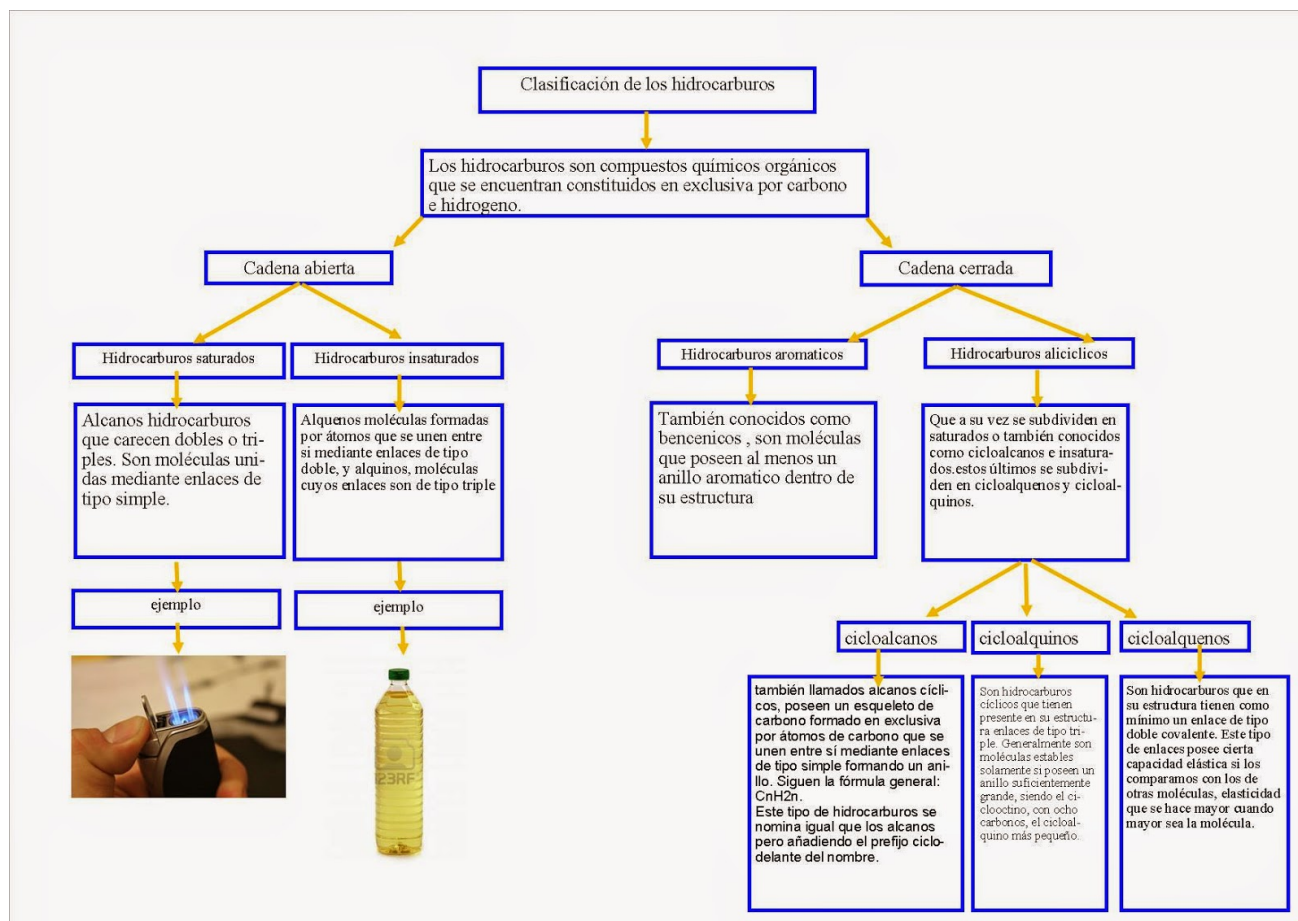 Clasificación de los hidrocarburos
Los hidrocarburos son compuestos químicos orgánicos
que se encuentran constituidos en exclusiva por carbono
e hidrogeno.
Cadena abierta
Cadena cerrada
Hidrocarburos saturados
Hidrocarburos insaturados
Hidrocarburos aromaticos
Hidrocarburos aliciclicos
Alcanos hidrocarburos
que carecen dobles o tri-
ples. Son moléculas uni-
das mediante enlaces de
tipo simple.
Alquenos moléculas formadas
por átomos que se unen entre
si mediante enlaces de tipo
doble, y alquinos, moléculas
cuyos enlaces son de tipo triple
También conocidos como
bencenicos , son moléculas
que poseen al menos un
anillo aromatico dentro de
su estructura
Que a su vez se subdividen en
saturados o también conocidos
como cicloalcanos e insatura-
dos.estos últimos se subdivi-
den en cicloalquenos y cicloal-
quinos.
ejemplo
ejemplo
123RF
cicloalcanos
cicloalquinos
cicloalquenos
también llamados alcanos cícli-
cos, poseen un esqueleto de
carbono formado en exclusiva
por átomos de carbono que se
unen entre sí mediante enlaces
de tipo simple formando un ani-
llo. Siguen la fórmula general:
CnH2n.
Este tipo de hidrocarburos se
nomina igual que los alcanos
pero añadiendo el prefijo ciclo-
delante del nombre.
Son hidrocarburos
cíclicos que tienen
presente en su estructu-
ra enlaces de tipo tri-
ple. Generalmente son
moléculas estables
solamente si poseen un
anillo suficientemente
grande, siendo el ci-
clooctino, con ocho
carbonos, el cicloal-
quino más pequeño.
Son hidrocarburos que en
su estructura tienen como
mínimo un enlace de tipo
doble covalente. Este tipo
de enlaces posee cierta
capacidad elástica si los
comparamos con los de
otras moléculas, elasticidad
que se hace mayor cuando
mayor sea la molécula.